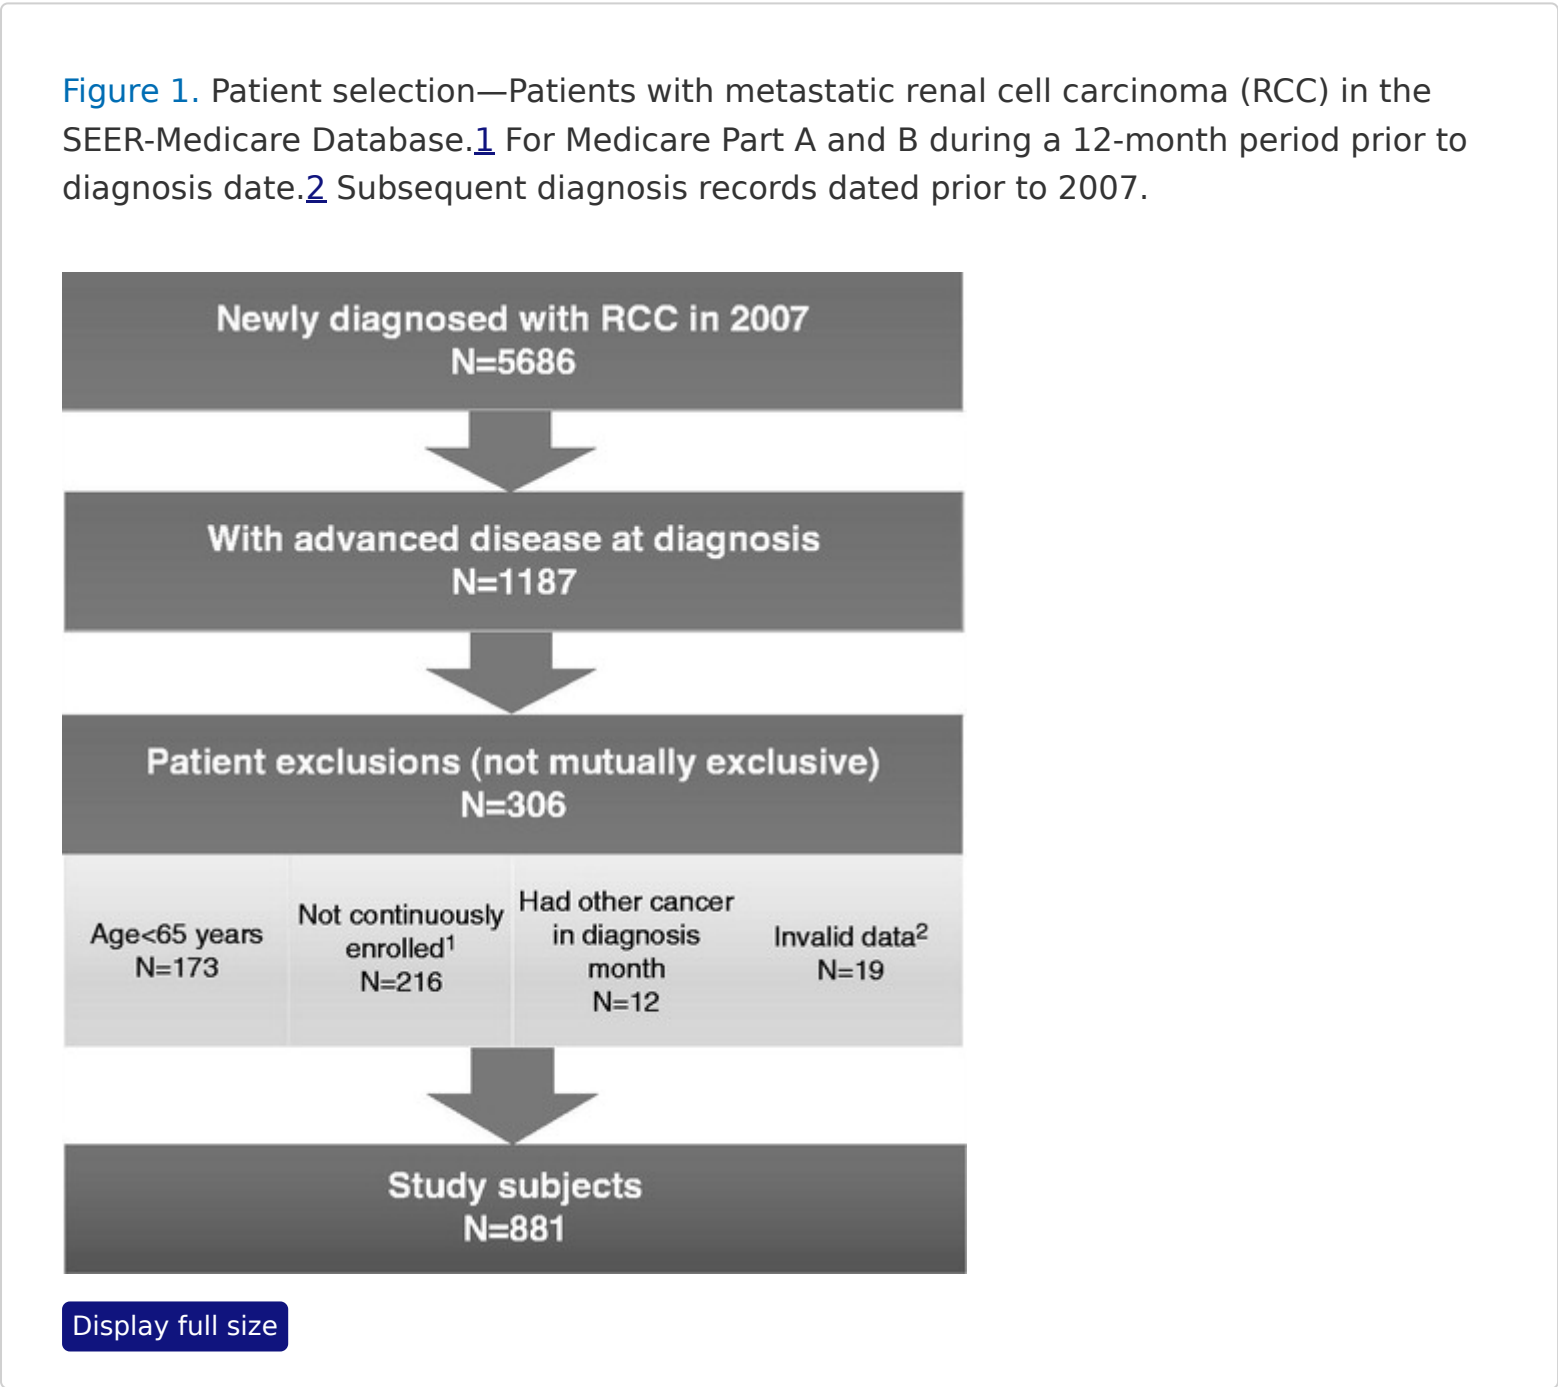 Figure 1. Patient selection—Patients with metastatic renal cell carcinoma (RCC) in the
SEER-Medicare Database.1 For Medicare Part A and B during a 12-month period prior to
diagnosis date.2 Subsequent diagnosis records dated prior to 2007.
Newly diagnosed with RCC in 2007
N=5686
With advanced disease at diagnosis
N=1187
Patient exclusions (not mutually exclusive)
N=306
Age<65 years
N=173
Not continuously
enrolled¹
N=216
Had other cancer
in diagnosis
month
N=12
Invalid data²
N=19
Study subjects
N=881
Display full size